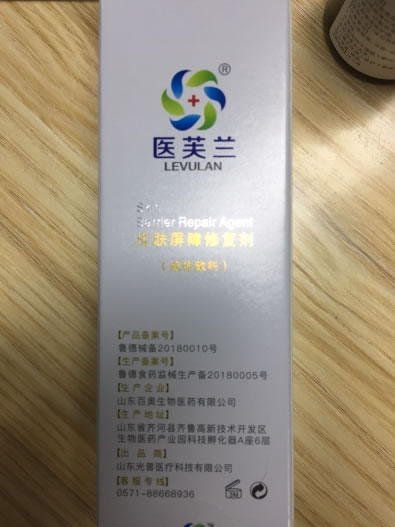 ®
医芙兰
LEVULAN
Skin
Barrier Repair Agent
皮肤屏障修复剂
【产品备案号】
鲁德械备20180010号
【生产备案号】
鲁德食药监械生产备20180005号
【生产企业】
山东百奥生物医药有限公司
【生产地址】
山东省齐河县齐鲁高新技术开发区
生物医药产业园科技孵化器A座6层
【出品商】
山东光普医疗科技有限公司
【客服专线】
0571-88668936